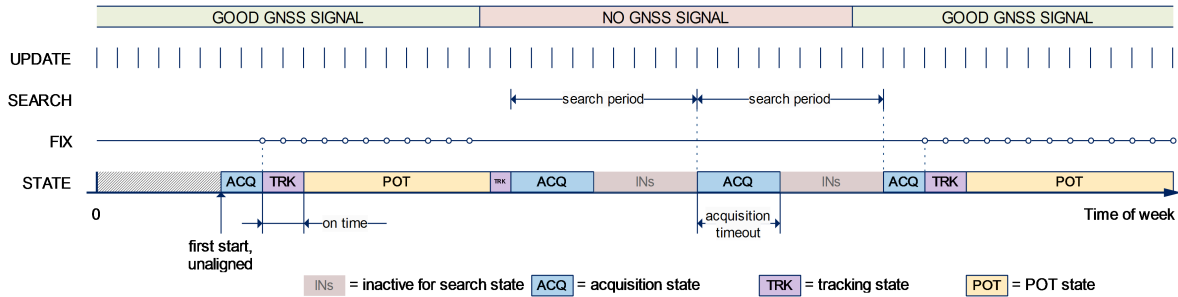 GOOD GNSS SIGNAL NO GNSS SIGNAL GOOD GNSS SIGNAL
UPDATE
SEARCH search period search period
FIX
STATE ACQ TRK POT TRK ACQ INs ACQ INs ACQ TRK POT
0 Time of week
on time
acquisition
timeout
first start,
unaligned
INs = inactive for search state ACQ = acquisition state TRK = tracking state POT = POT state